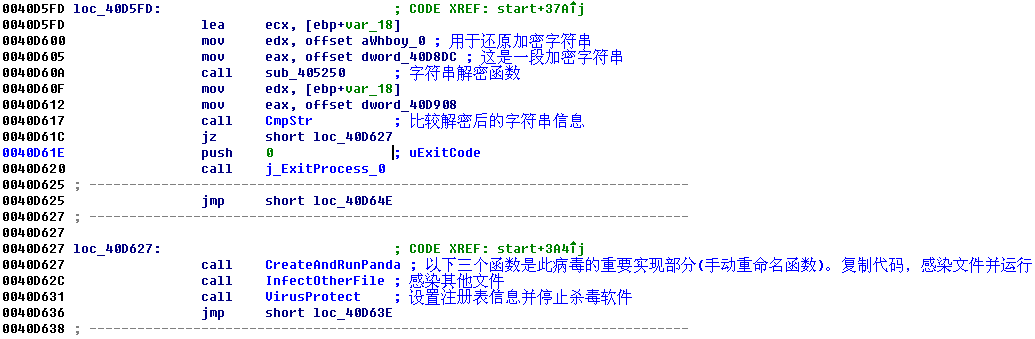 0040D5FD loc_40D5FD: ; CODE XREF: start+37A↑j
0040D5FD lea ecx, [ebp+var_18]
0040D600 mov edx, offset aWhboy_0 ; 用于还原加密字符串
0040D605 mov eax, offset dword_40D8DC ; 这是一段加密字符串
0040D60A call sub_405250 ; 字符串解密函数
0040D60F mov edx, [ebp+var_18]
0040D612 mov eax, offset dword_40D908
0040D617 call CmpStr ; 比较解密后的字符串信息
0040D61C jz short loc_40D627
0040D61E push 0 ; uExitCode
0040D620 call j_ExitProcess_0
0040D625 ; ---------------------------------------------------------------------------
0040D625 jmp short loc_40D64E
0040D627 ; ---------------------------------------------------------------------------
0040D627
0040D627 loc_40D627: ; CODE XREF: start+3A4↑j
0040D627 call CreateAndRunPanda ; 以下三个函数是此病毒的重要实现部分(手动重命名函数)。复制代码，感染文件并运行
0040D62C call InfectOtherFile ; 感染其他文件
0040D631 call VirusProtect ; 设置注册表信息并停止杀毒软件
0040D636 jmp short loc_40D63E
0040D638 ; ---------------------------------------------------------------------------